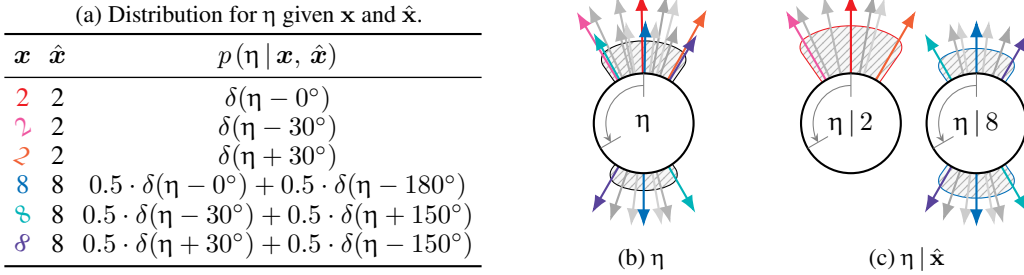 (a) Distribution for η given x and x̂.
x x̂ p(η | x, x̂)
2 2 δ(η − 0°)
2 2 δ(η − 30°)
2 2 δ(η + 30°)
8 8 0.5 · δ(η − 0°) + 0.5 · δ(η − 180°)
8 8 0.5 · δ(η − 30°) + 0.5 · δ(η + 150°)
8 8 0.5 · δ(η + 30°) + 0.5 · δ(η − 150°)
η
(b) η
η | 2
η | 8
(c) η | x̂